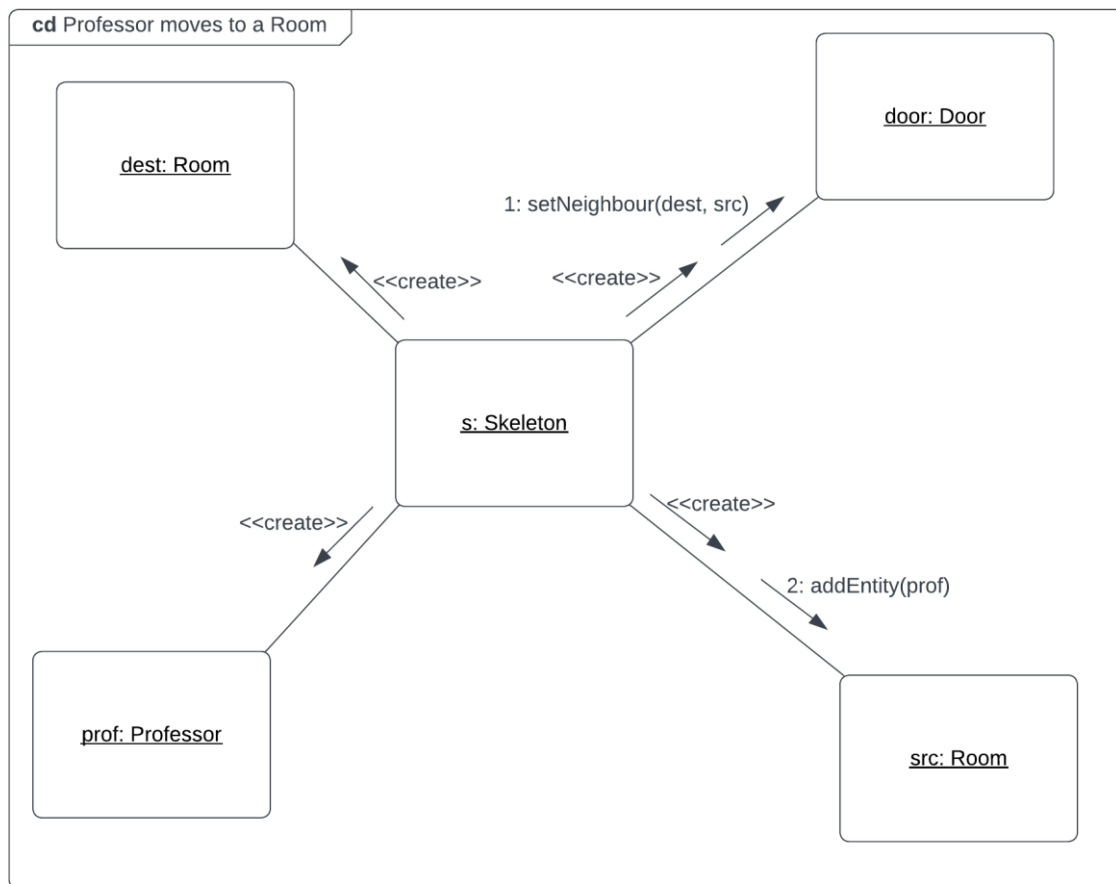 cd Professor moves to a Room
door: Door
dest: Room
1: setNeighbour(dest, src)
<<create>>
<<create>>
s: Skeleton
<<create>>
<<create>>
2: addEntity(prof)
prof: Professor
src: Room